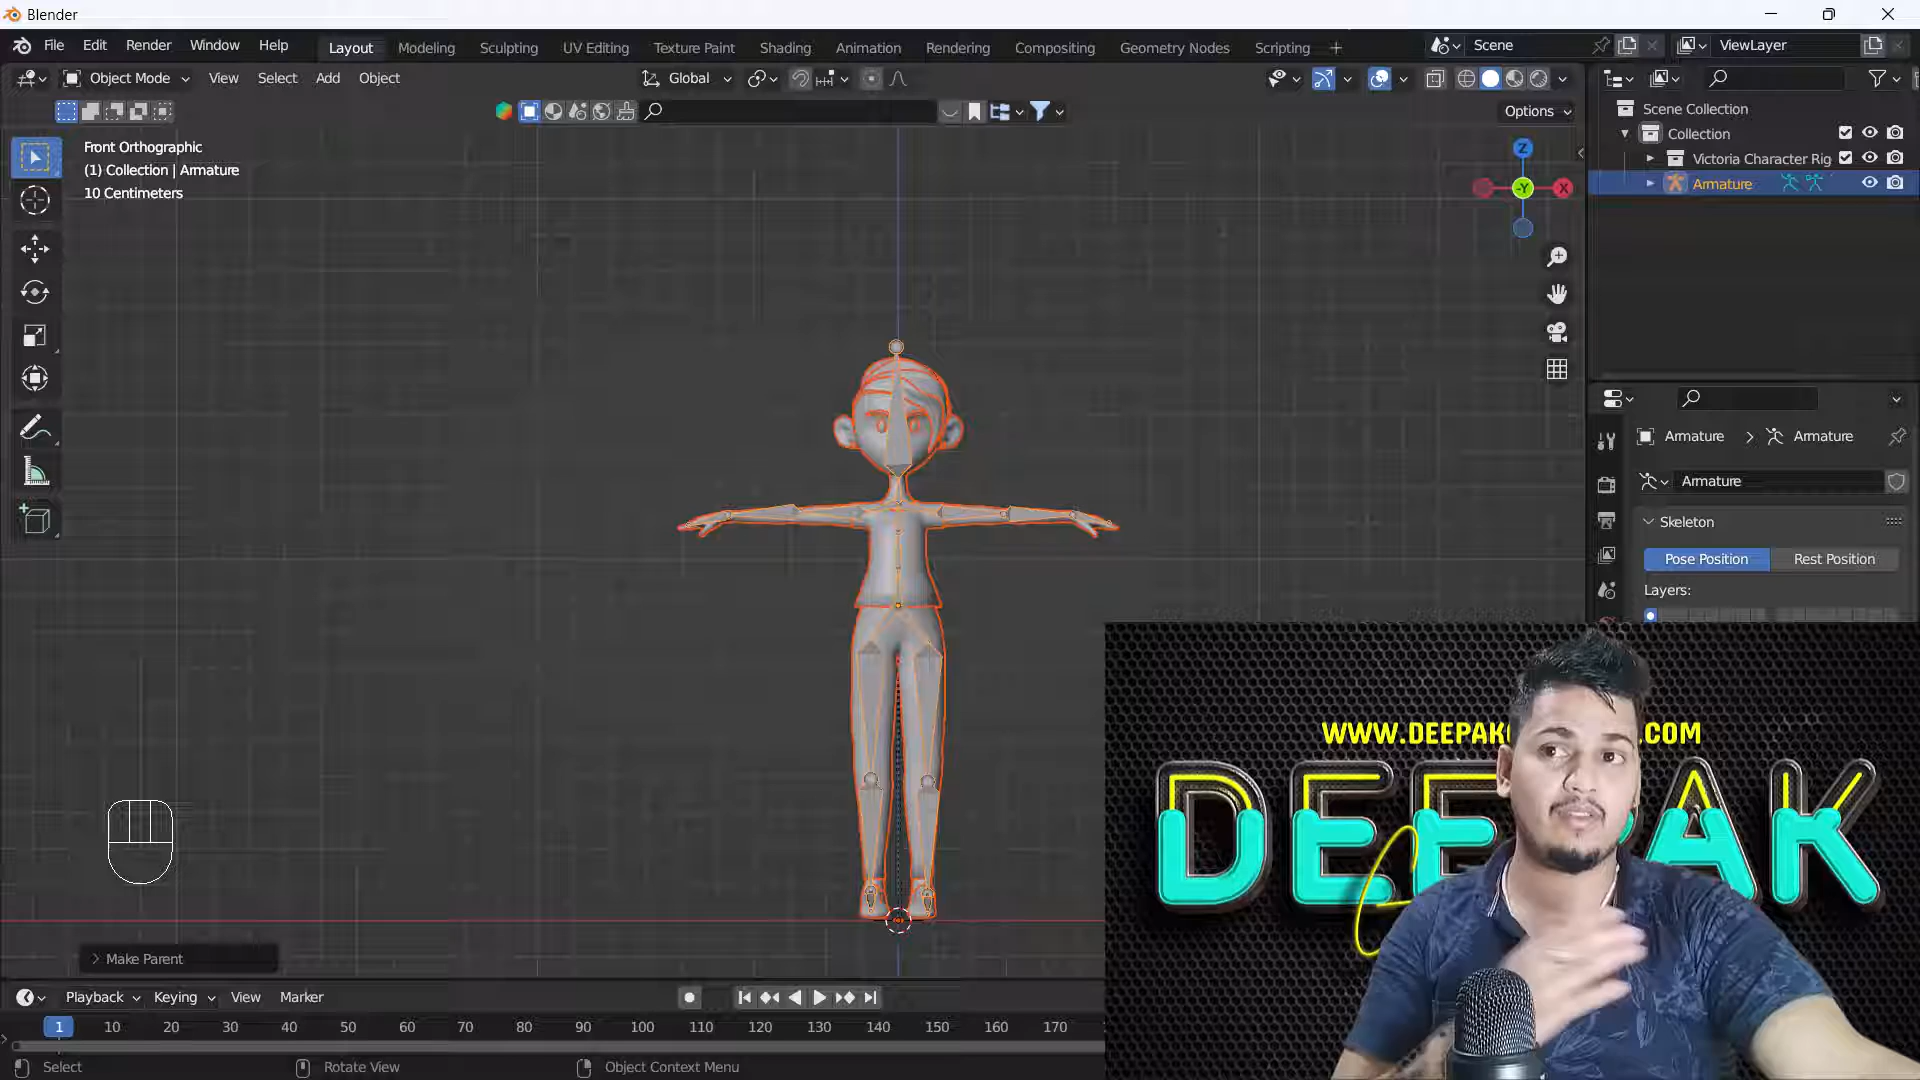 Blender
File Edit Render Window Help
Layout Modeling Sculpting UV Editing Texture Paint Shading Animation Rendering Compositing Geometry Nodes Scripting
Scene
ViewLayer
Object Mode View Select Add Object
Global
Options
Front Orthographic
(1) Collection | Armature
10 Centimeters
Z
-Y
X
Scene Collection
Collection
Victoria Character Rig
Armature
Armature > Armature
Armature
Skeleton
Pose Position Rest Position
Layers:
Make Parent
Playback Keying View Marker
1 10 20 30 40 50 60 70 80 90 100 110 120 130 140 150 160 170
Select Rotate View Object Context Menu